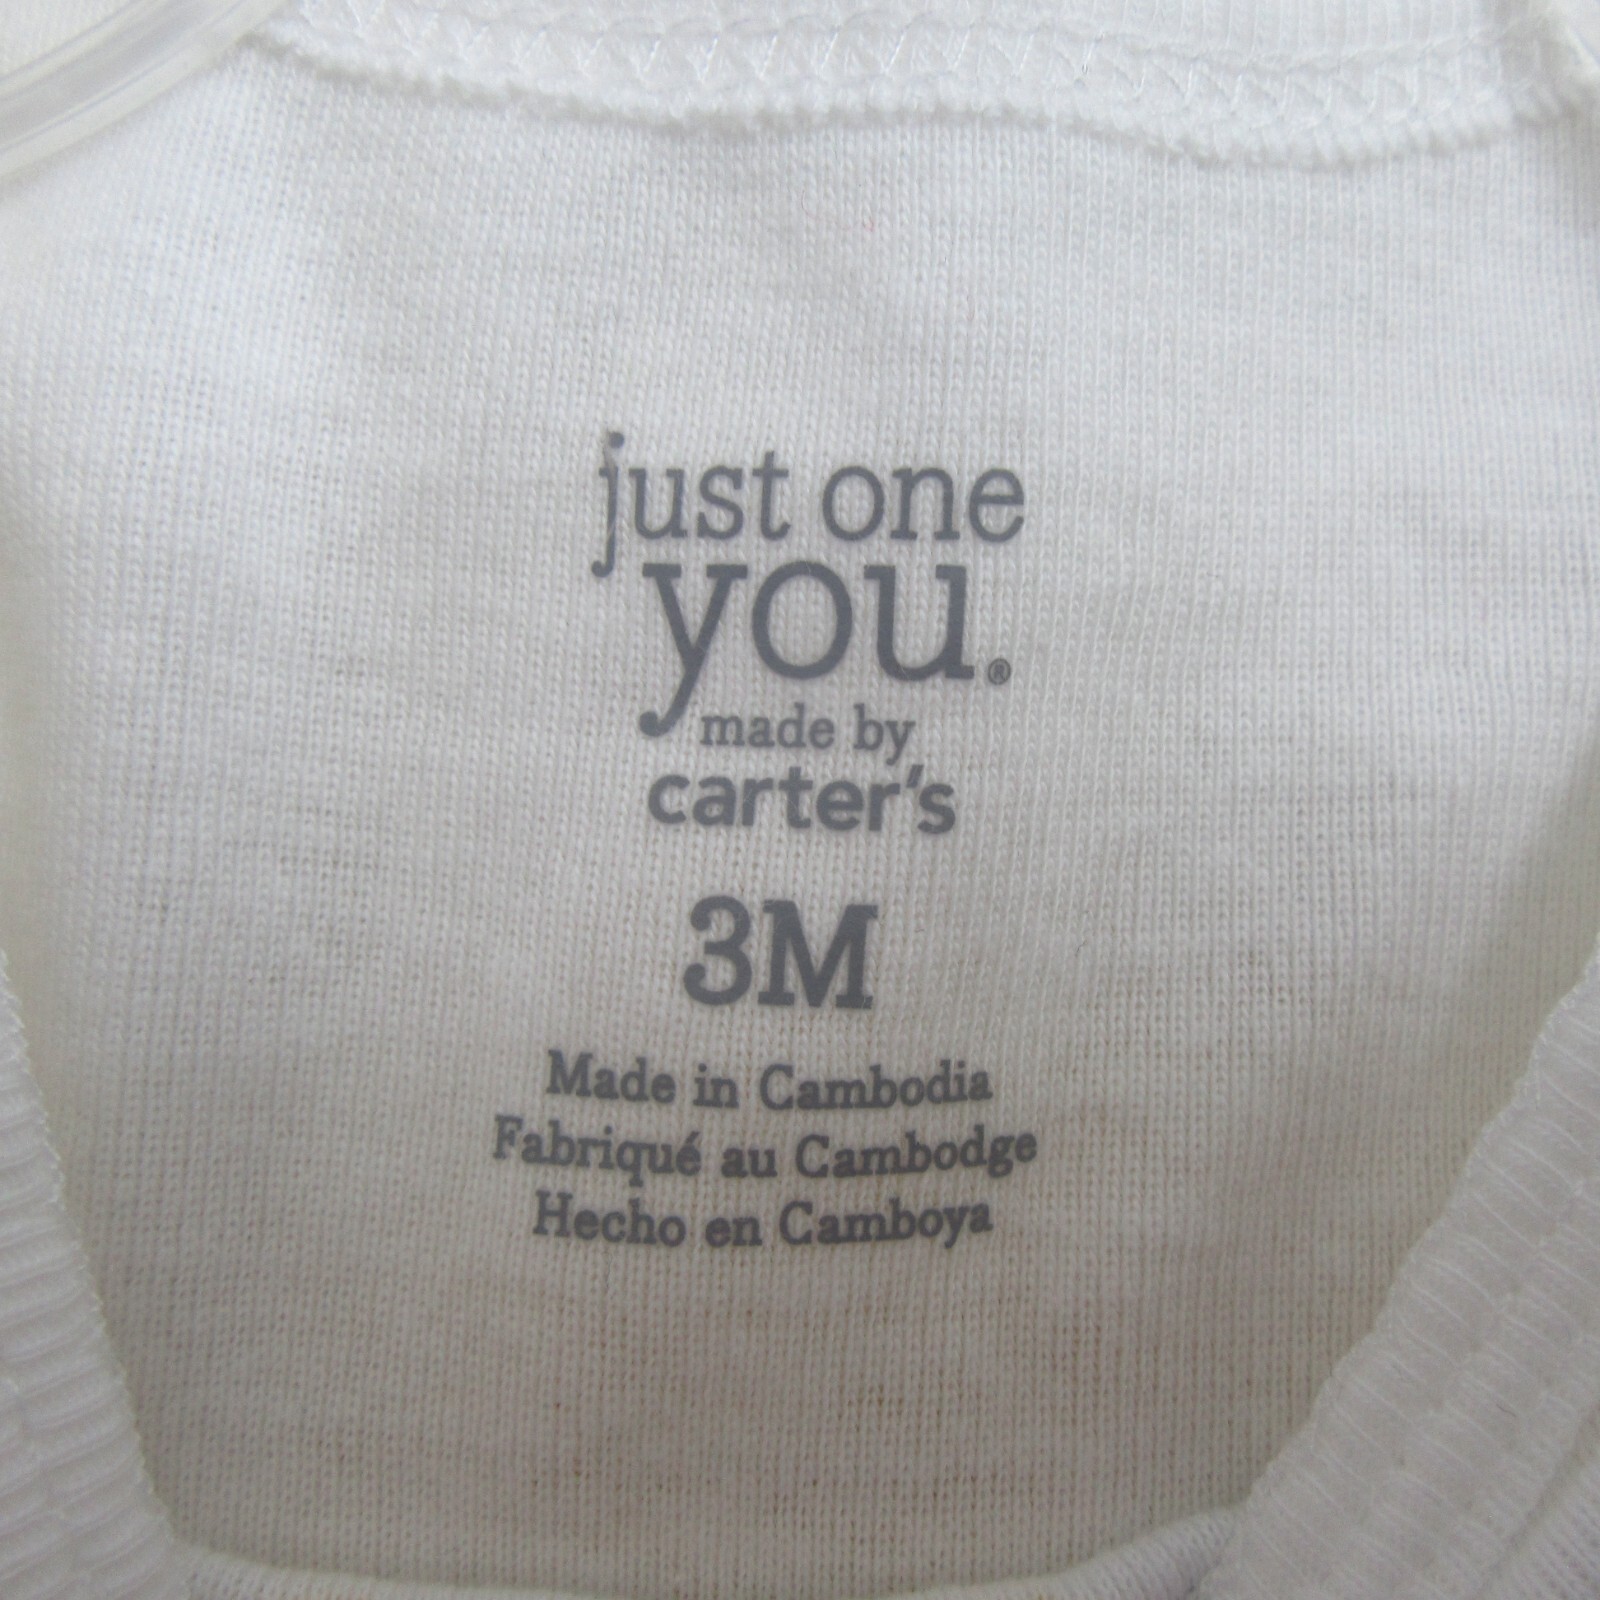 just one
you.®
made by
carter's
3M
Made in Cambodia
Fabriqué au Cambodge
Hecho en Camboya